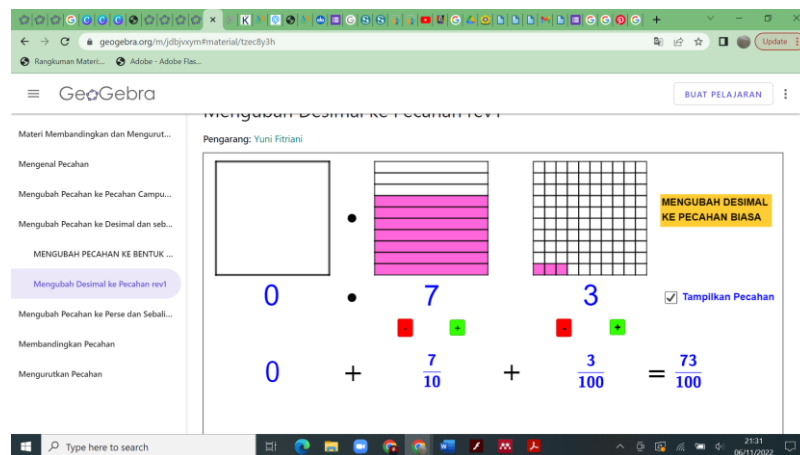 geogebra.org/m/jdbjvxym#material/tzec8y3h
Update
Rangkuman Materi:...
Adobe - Adobe Flas...
GeoGebra
BUAT PELAJARAN
Materi Membandingkan dan Mengurut...
Mengenal Pecahan
Mengubah Pecahan ke Pecahan Campu...
Mengubah Pecahan ke Desimal dan seb...
MENGUBAH PECAHAN KE BENTUK ...
Mengubah Desimal ke Pecahan rev1
Mengubah Pecahan ke Perse dan Sebali...
Membandingkan Pecahan
Mengurutkan Pecahan
Mengubah Desimal ke Pecahan rev1
Pengarang: Yuni Fitriani
MENGUBAH DESIMAL
KE PECAHAN BIASA
0 . 7 3
Tampilkan Pecahan
- + - +
0 + 7/10 + 3/100 = 73/100
Type here to search
21:31
06/11/2022